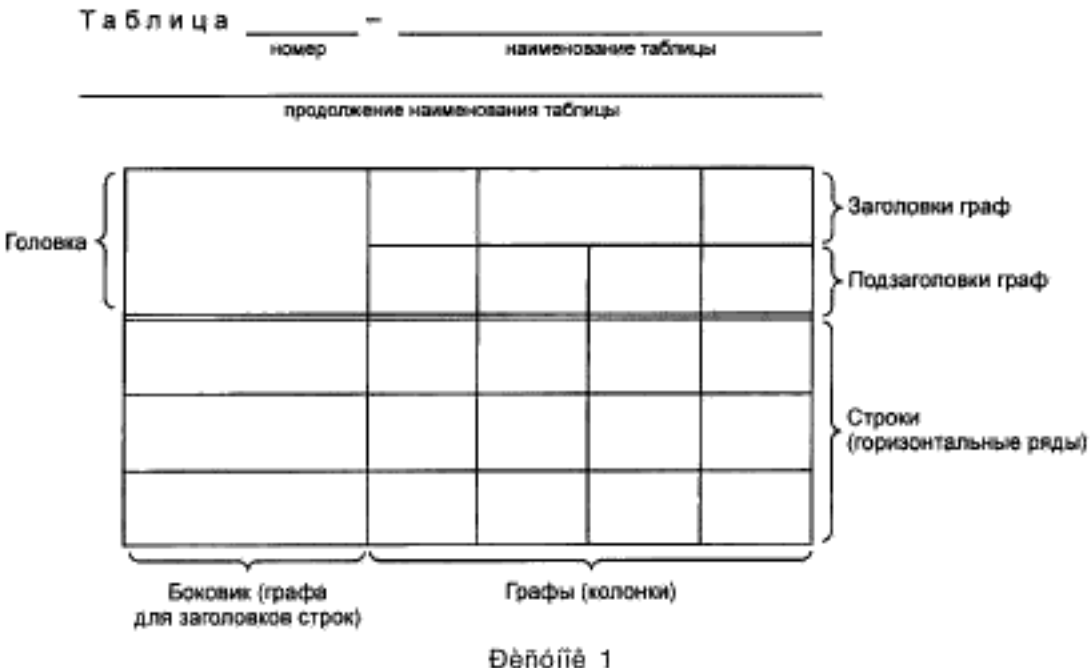 Таблица –
номер наименование таблицы
продолжение наименования таблицы
Заголовки граф
Головка
Подзаголовки граф
Строки
(горизонтальные ряды)
Боковик (графа
для заголовков строк)
Графы (колонки)
Ðèñóíîê 1